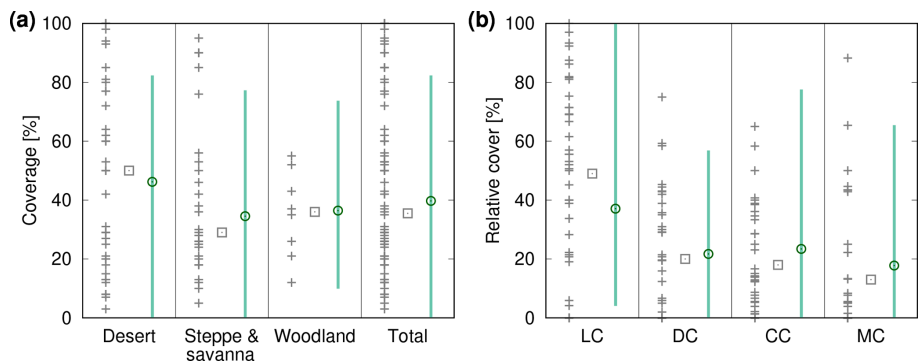 (a)
Coverage [%]
100
80
60
40
20
0
Desert
Steppe &
savanna
Woodland
Total
(b)
Relative cover [%]
100
80
60
40
20
0
LC
DC
CC
MC